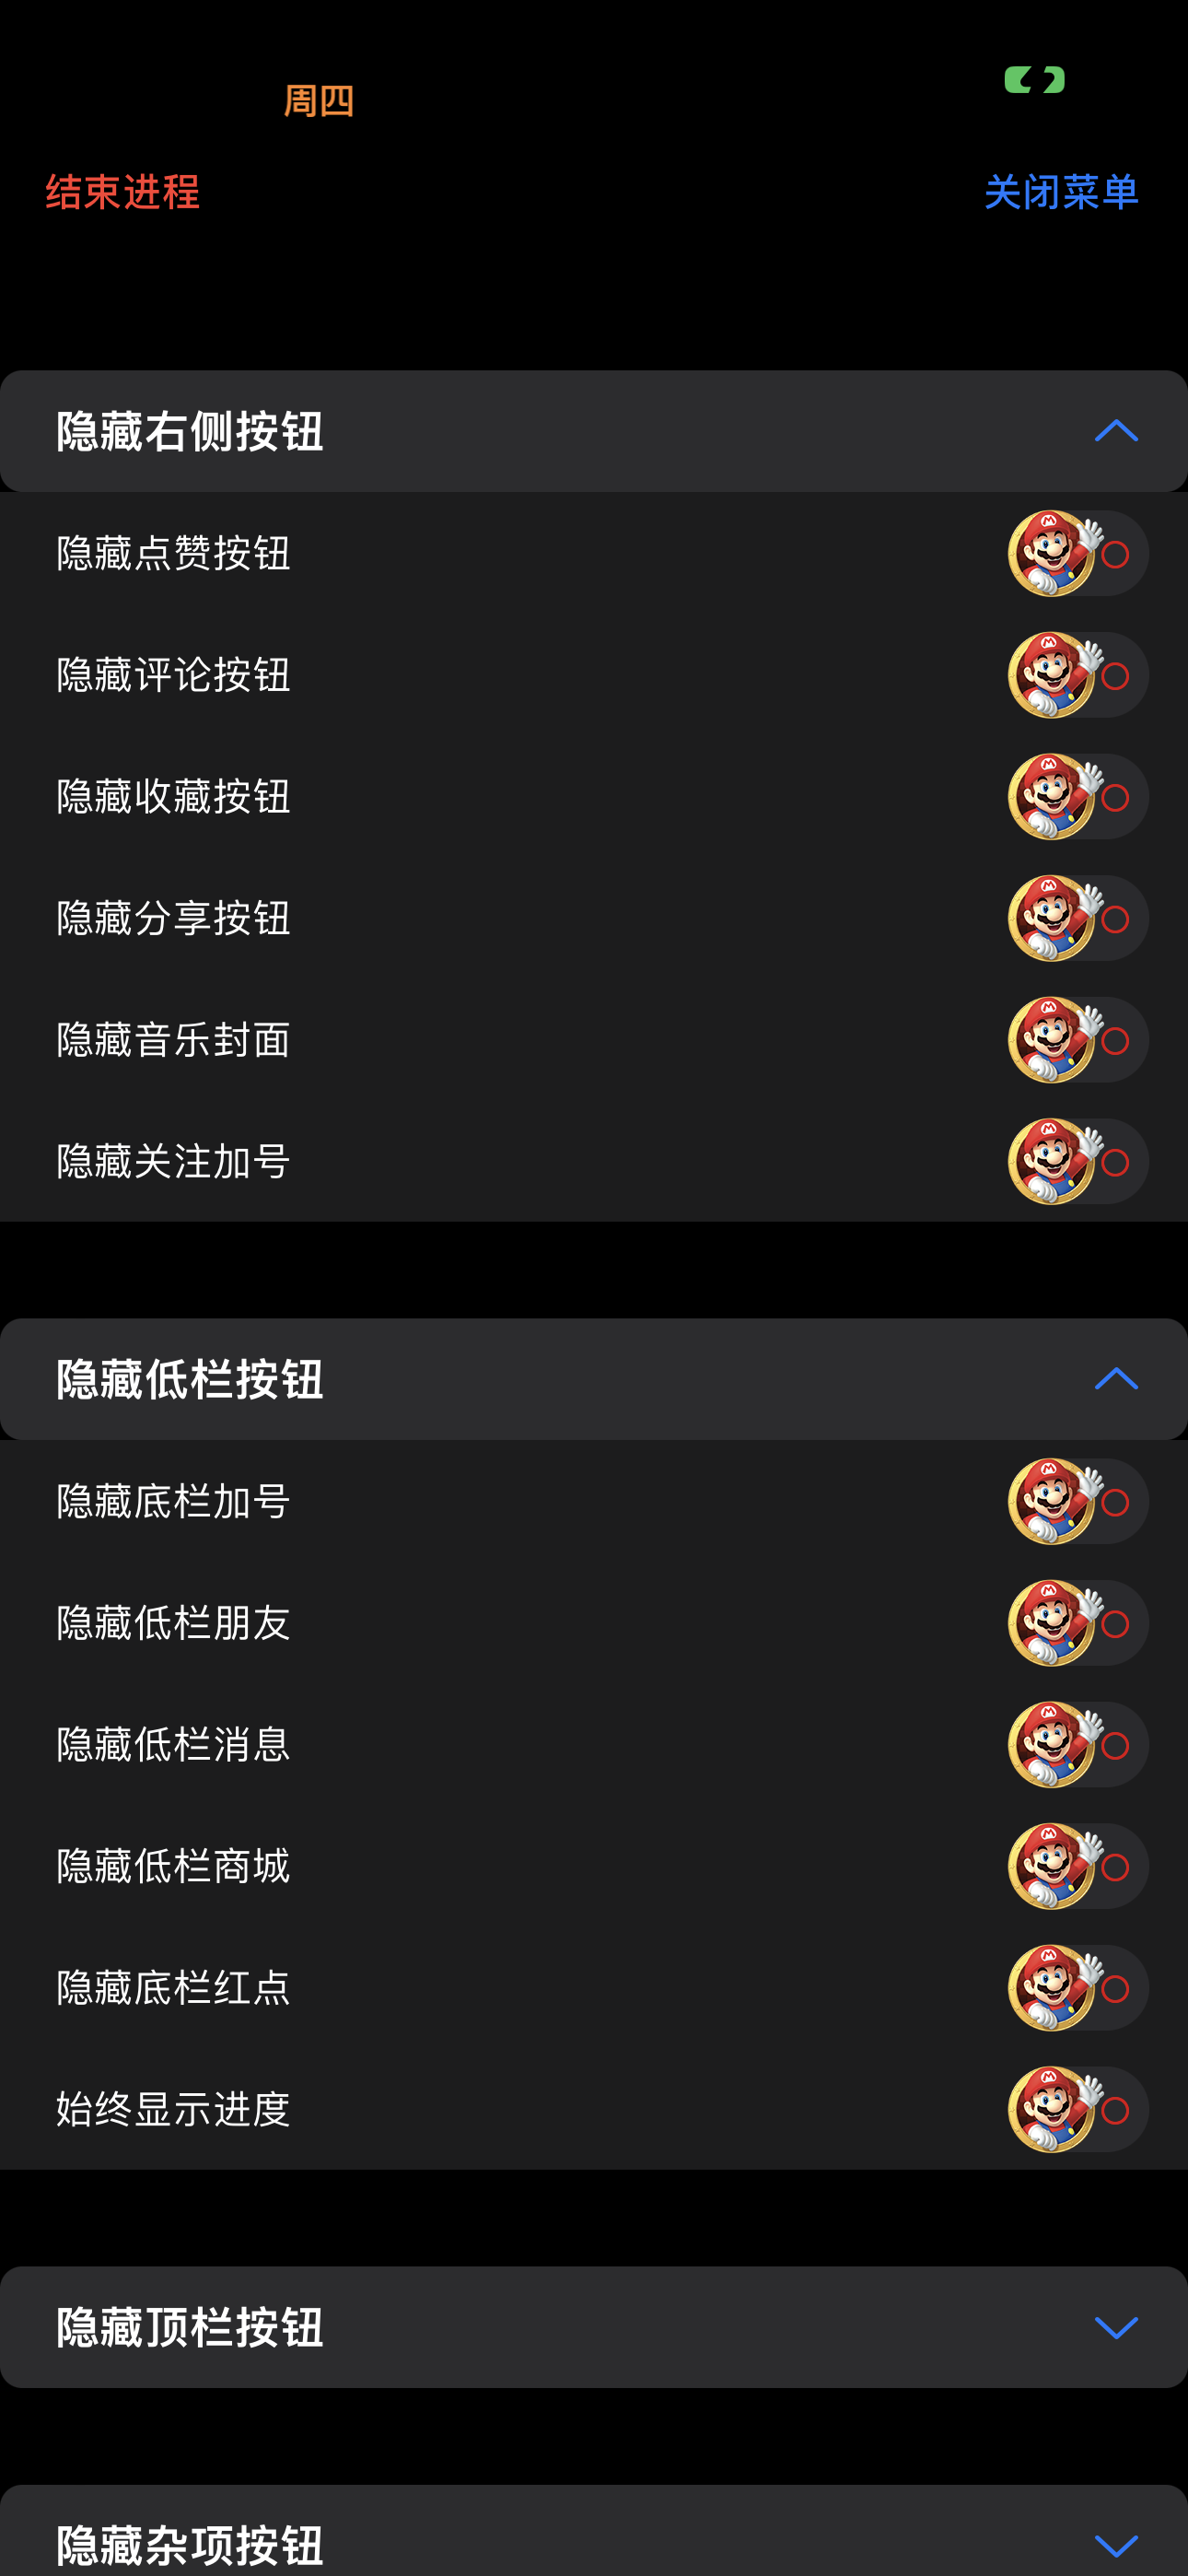 周四
结束进程
关闭菜单
隐藏右侧按钮
隐藏点赞按钮
隐藏评论按钮
隐藏收藏按钮
隐藏分享按钮
隐藏音乐封面
隐藏关注加号
隐藏低栏按钮
隐藏底栏加号
隐藏低栏朋友
隐藏低栏消息
隐藏低栏商城
隐藏底栏红点
始终显示进度
隐藏顶栏按钮
隐藏杂项按钮